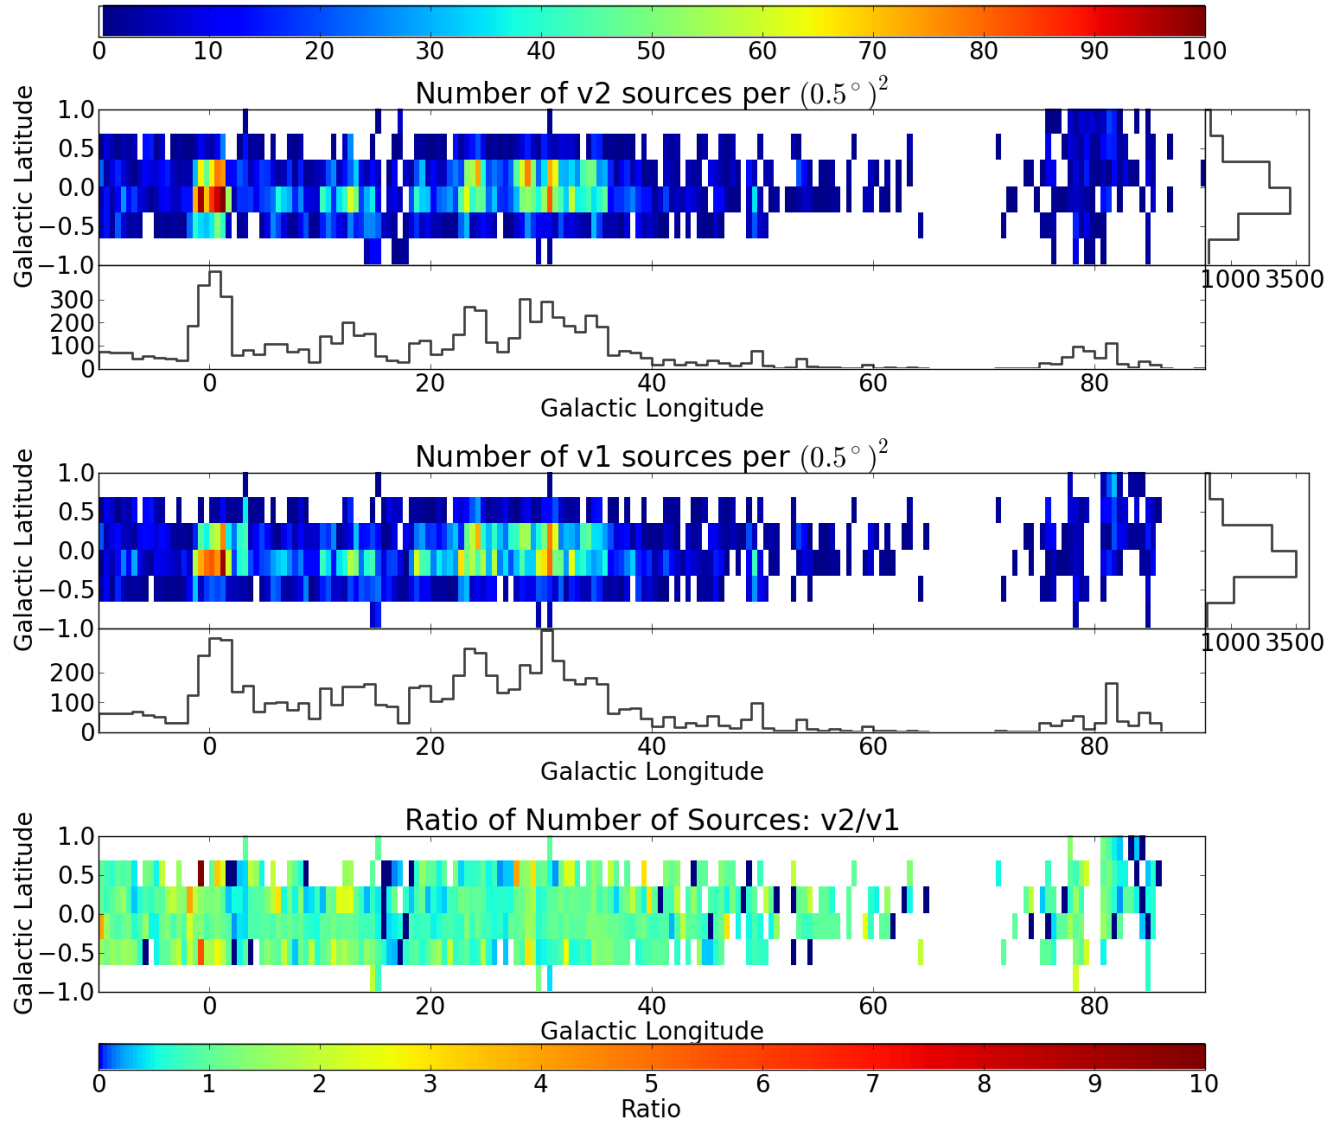 0 10 20 30 40 50 60 70 80 90 100
Number of v2 sources per (0.5°)²
Galactic Latitude
1.0
0.5
0.0
−0.5
−1.0
1000 3500
300
200
100
0
0 20 40 60 80
Galactic Longitude
Number of v1 sources per (0.5°)²
Galactic Latitude
1.0
0.5
0.0
−0.5
−1.0
1000 3500
200
100
0
0 20 40 60 80
Galactic Longitude
Ratio of Number of Sources: v2/v1
Galactic Latitude
1.0
0.5
0.0
−0.5
−1.0
0 20 40 60 80
Galactic Longitude
0 1 2 3 4 5 6 7 8 9 10
Ratio